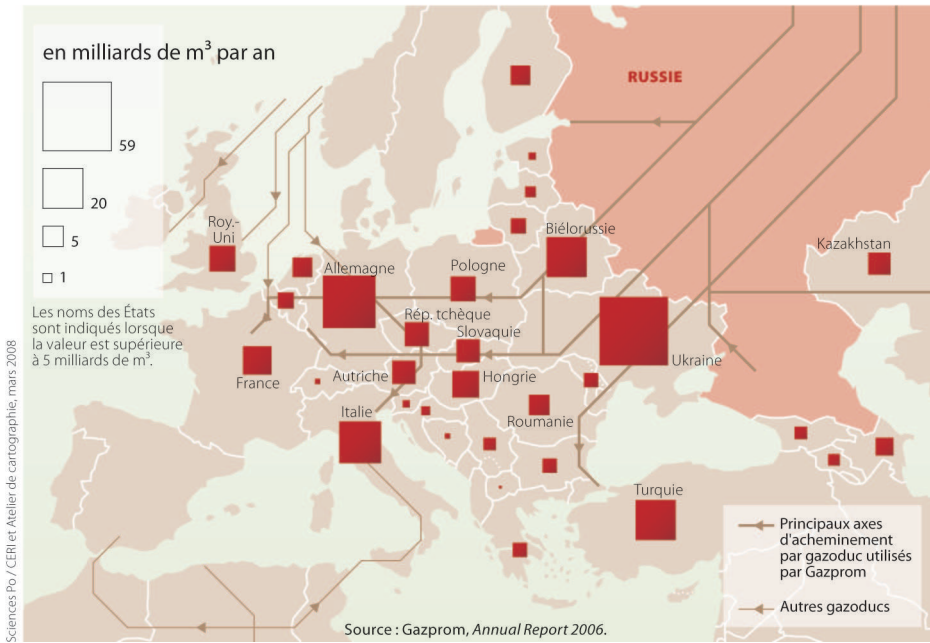 en milliards de m³ par an
59
20
5
1
Les noms des États
sont indiqués lorsque
la valeur est supérieure
à 5 milliards de m³.
RUSSIE
Roy.-
Uni
Allemagne
Pologne
Biélorussie
Kazakhstan
Rép. tchèque
Slovaquie
Ukraine
France
Autriche
Hongrie
Italie
Roumanie
Turquie
Principaux axes
d'acheminement
par gazoduc utilisés
par Gazprom
Autres gazoducs
Source : Gazprom, Annual Report 2006.
Sciences Po / CERI et Atelier de cartographie, mars 2008